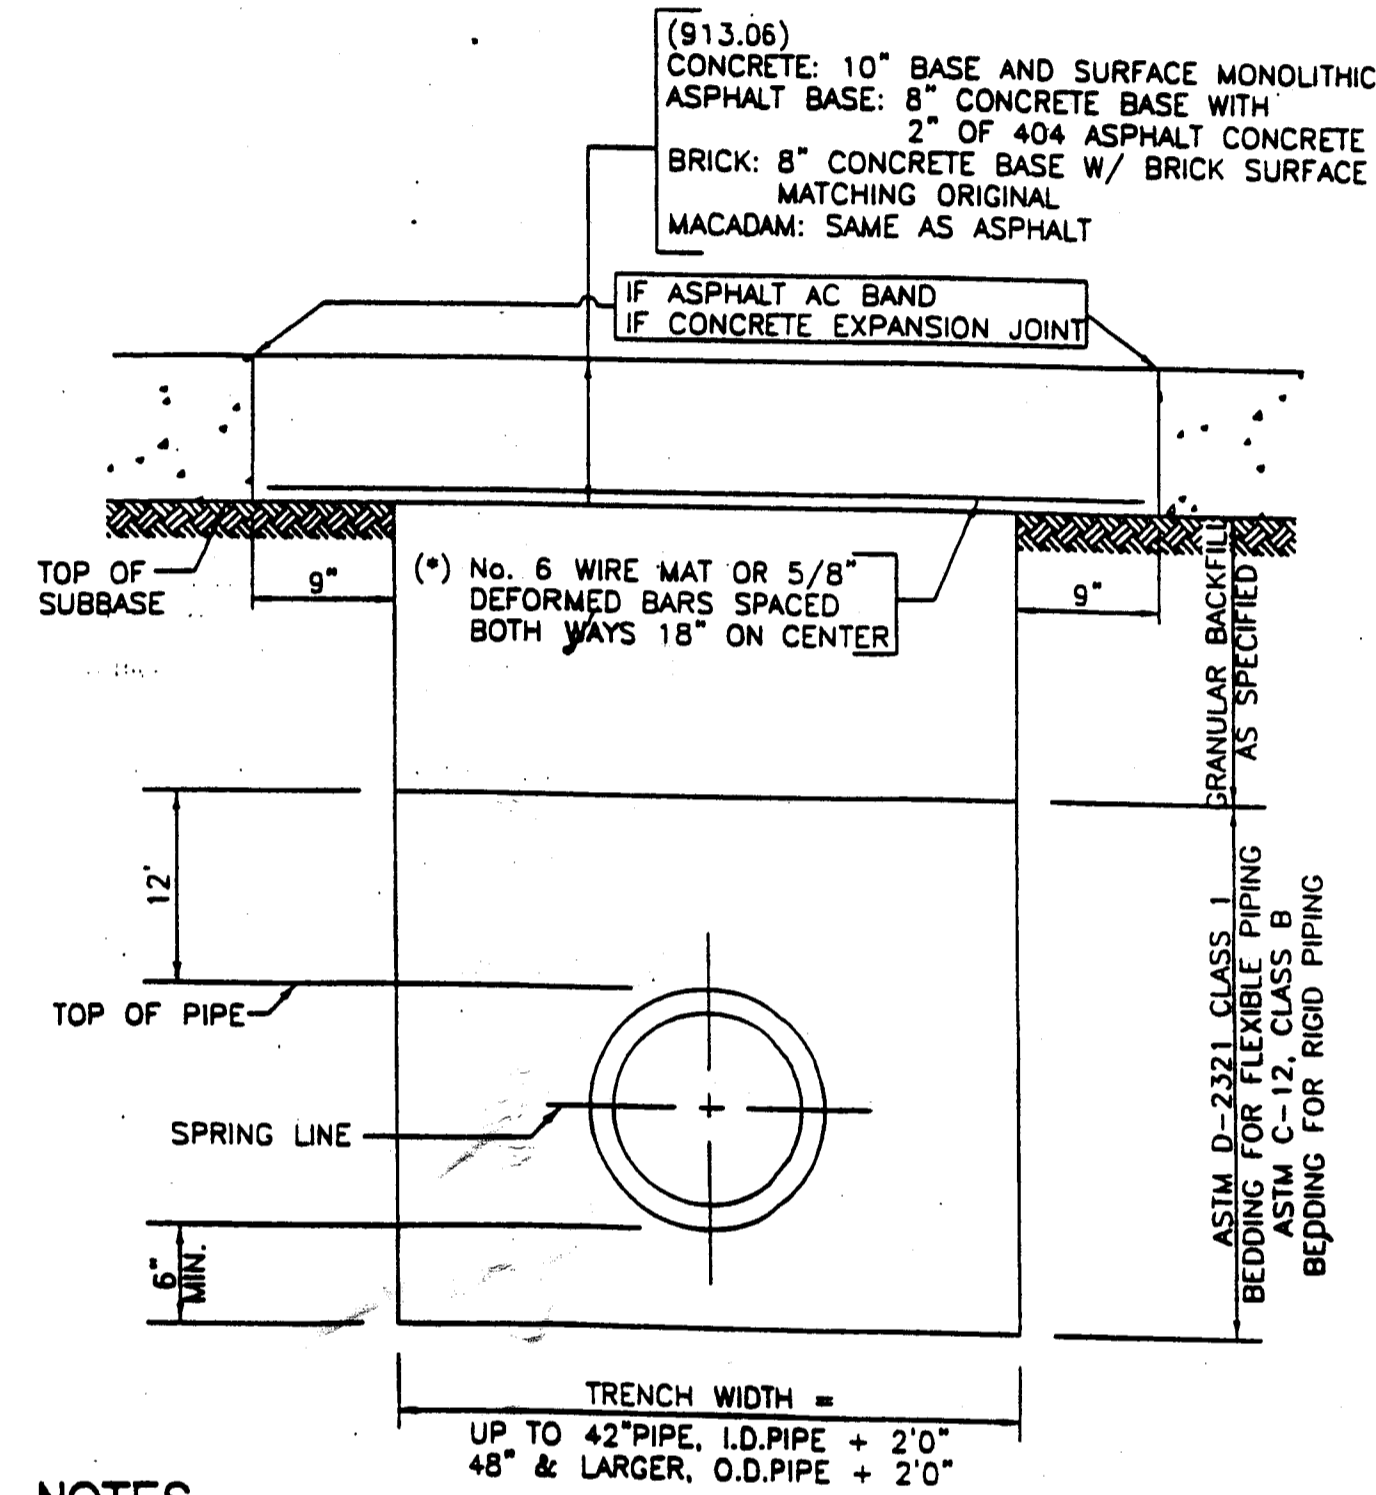 (913.06)
CONCRETE: 10" BASE AND SURFACE MONOLITHIC
ASPHALT BASE: 8" CONCRETE BASE WITH
2" OF 404 ASPHALT CONCRETE
BRICK: 8" CONCRETE BASE W/ BRICK SURFACE
MATCHING ORIGINAL
MACADAM: SAME AS ASPHALT
IF ASPHALT AC BAND
IF CONCRETE EXPANSION JOINT
TOP OF
SUBBASE
9"
(*) No. 6 WIRE MAT OR 5/8"
DEFORMED BARS SPACED
BOTH WAYS 18" ON CENTER
9"
GRANULAR BACKFILL
AS SPECIFIED
12'
TOP OF PIPE
SPRING LINE
6"
MIN.
ASTM D-2321 CLASS 1
BEDDING FOR FLEXIBLE PIPING
ASTM C-12, CLASS B
BEDDING FOR RIGID PIPING
TRENCH WIDTH =
UP TO 42"PIPE, I.D.PIPE + 2'0"
48" & LARGER, O.D.PIPE + 2'0"
NOTES